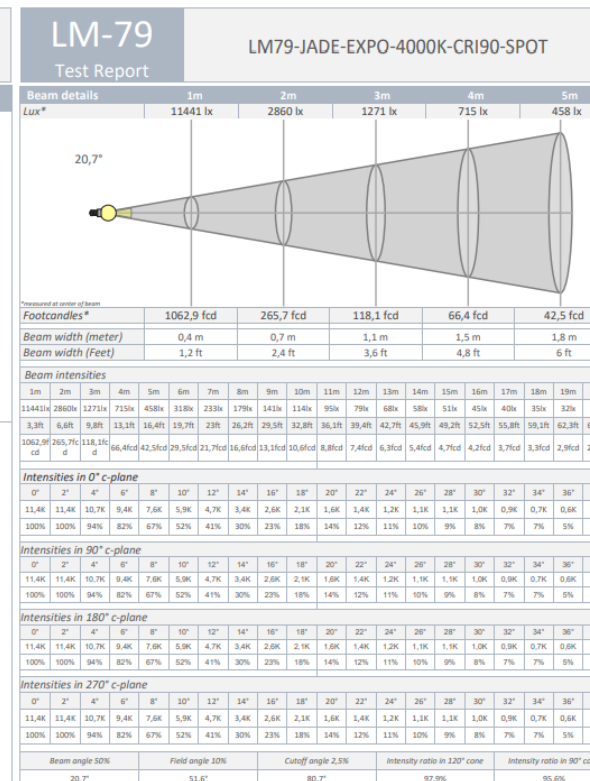 LM-79
Test Report
LM79-JADE-EXPO-4000K-CRI90-SPOT
Beam details 1m 2m 3m 4m 5m
Lux* 11441 lx 2860 lx 1271 lx 715 lx 458 lx
20,7°
*measured at center of beam
Footcandles* 1062,9 fcd 265,7 fcd 118,1 fcd 66,4 fcd 42,5 fcd
Beam width (meter) 0,4 m 0,7 m 1,1 m 1,5 m 1,8 m
Beam width (Feet) 1,2 ft 2,4 ft 3,6 ft 4,8 ft 6 ft
Beam intensities
1m 2m 3m 4m 5m 6m 7m 8m 9m 10m 11m 12m 13m 14m 15m 16m 17m 18m 19m
11441lx 2860lx 1271lx 715lx 458lx 318lx 233lx 179lx 141lx 114lx 95lx 79lx 68lx 58lx 51lx 45lx 40lx 35lx 32lx
3,3ft 6,6ft 9,8ft 13,1ft 16,4ft 19,7ft 23ft 26,2ft 29,5ft 32,8ft 36,1ft 39,4ft 42,7ft 45,9ft 49,2ft 52,5ft 55,8ft 59,1ft 62,3ft
1062,9fcd 265,7fcd 118,1fcd 66,4fcd 42,5fcd 29,5fcd 21,7fcd 16,6fcd 13,1fcd 10,6fcd 8,8fcd 7,4fcd 6,3fcd 5,4fcd 4,7fcd 4,2fcd 3,7fcd 3,3fcd 2,9fcd
Intensities in 0° c-plane
0° 2° 4° 6° 8° 10° 12° 14° 16° 18° 20° 22° 24° 26° 28° 30° 32° 34° 36°
11,4K 11,4K 10,7K 9,4K 7,6K 5,9K 4,7K 3,4K 2,6K 2,1K 1,6K 1,4K 1,2K 1,1K 1,1K 1,0K 0,9K 0,7K 0,6K
100% 100% 94% 82% 67% 52% 41% 30% 23% 18% 14% 12% 11% 10% 9% 8% 7% 7% 5%
Intensities in 90° c-plane
0° 2° 4° 6° 8° 10° 12° 14° 16° 18° 20° 22° 24° 26° 28° 30° 32° 34° 36°
11,4K 11,4K 10,7K 9,4K 7,6K 5,9K 4,7K 3,4K 2,6K 2,1K 1,6K 1,4K 1,2K 1,1K 1,1K 1,0K 0,9K 0,7K 0,6K
100% 100% 94% 82% 67% 52% 41% 30% 23% 18% 14% 12% 11% 10% 9% 8% 7% 7% 5%
Intensities in 180° c-plane
0° 2° 4° 6° 8° 10° 12° 14° 16° 18° 20° 22° 24° 26° 28° 30° 32° 34° 36°
11,4K 11,4K 10,7K 9,4K 7,6K 5,9K 4,7K 3,4K 2,6K 2,1K 1,6K 1,4K 1,2K 1,1K 1,1K 1,0K 0,9K 0,7K 0,6K
100% 100% 94% 82% 67% 52% 41% 30% 23% 18% 14% 12% 11% 10% 9% 8% 7% 7% 5%
Intensities in 270° c-plane
0° 2° 4° 6° 8° 10° 12° 14° 16° 18° 20° 22° 24° 26° 28° 30° 32° 34° 36°
11,4K 11,4K 10,7K 9,4K 7,6K 5,9K 4,7K 3,4K 2,6K 2,1K 1,6K 1,4K 1,2K 1,1K 1,1K 1,0K 0,9K 0,7K 0,6K
100% 100% 94% 82% 67% 52% 41% 30% 23% 18% 14% 12% 11% 10% 9% 8% 7% 7% 5%
Beam angle 50% Field angle 10% Cutoff angle 2,5% Intensity ratio in 120° cone Intensity ratio in 90° co
20,7° 51,6° 80,7° 97,9% 95,6%